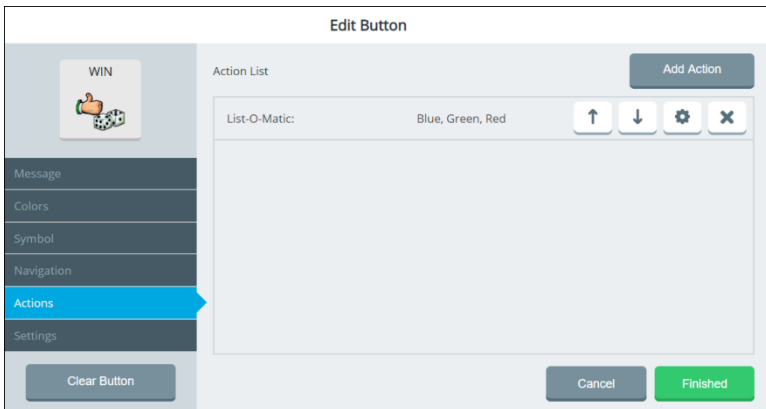 Edit Button
WIN
Action List
Add Action
List-O-Matic:
Blue, Green, Red
Message
Colors
Symbol
Navigation
Actions
Settings
Clear Button
Cancel
Finished